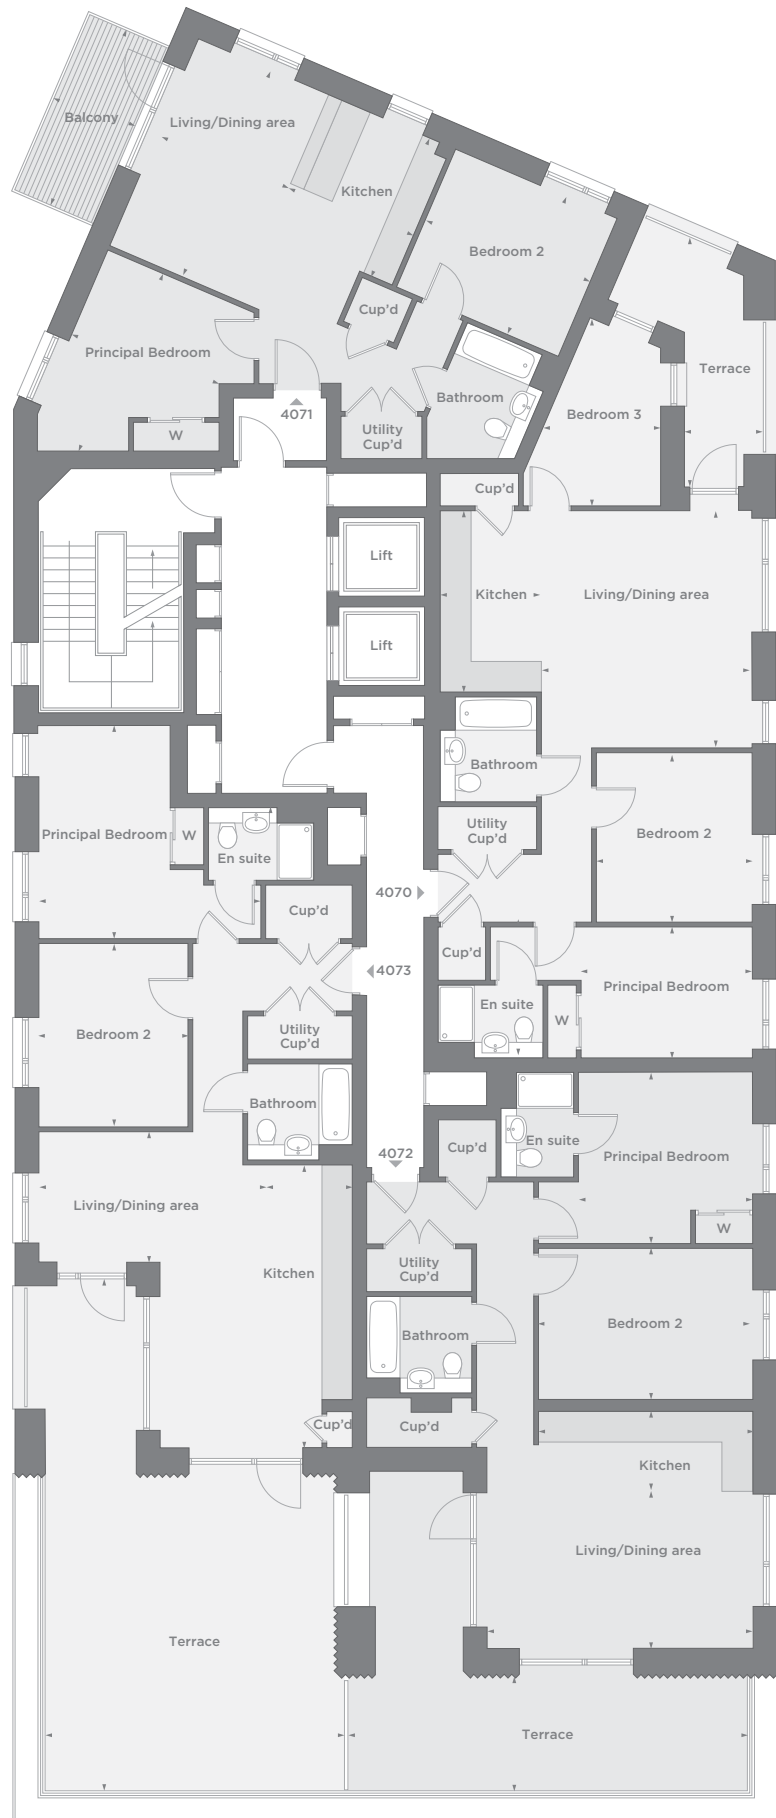 Balcony
Living/Dining area
Kitchen
Bedroom 2
Cup'd
Principal Bedroom
Terrace
Bathroom
4071
Bedroom 3
W
Utility
Cup'd
Cup'd
Lift
Kitchen
Living/Dining area
Lift
Bathroom
Principal Bedroom
W
Utility
Cup'd
Bedroom 2
En suite
4070
Cup'd
Cup'd
4073
Principal Bedroom
En suite
W
Bedroom 2
Utility
Cup'd
Bathroom
En suite
Cup'd
4072
Principal Bedroom
Living/Dining area
W
Kitchen
Utility
Cup'd
Bedroom 2
Bathroom
Cup'd
Cup'd
Kitchen
Living/Dining area
Terrace
Terrace